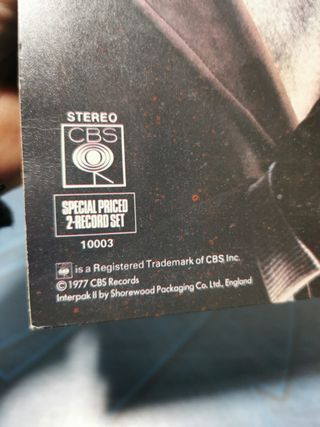 STEREO
CBS
SPECIAL PRICED
2-RECORD SET
10003
is a Registered Trademark of CBS Inc.
© 1977 CBS Records
Interpak II by Shorewood Packaging Co. Ltd., England